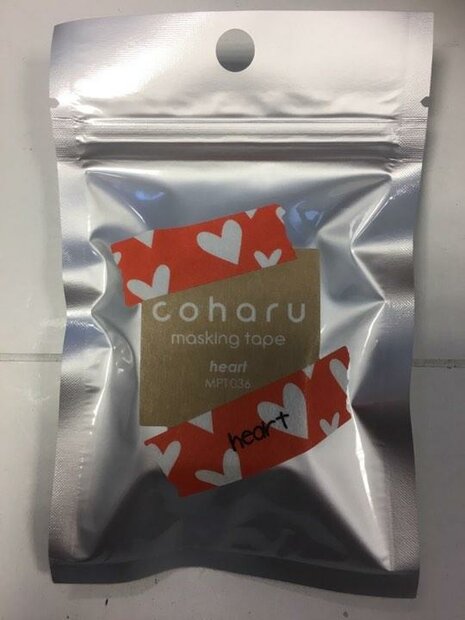 coharu
masking tape
heart
MPT036
heart